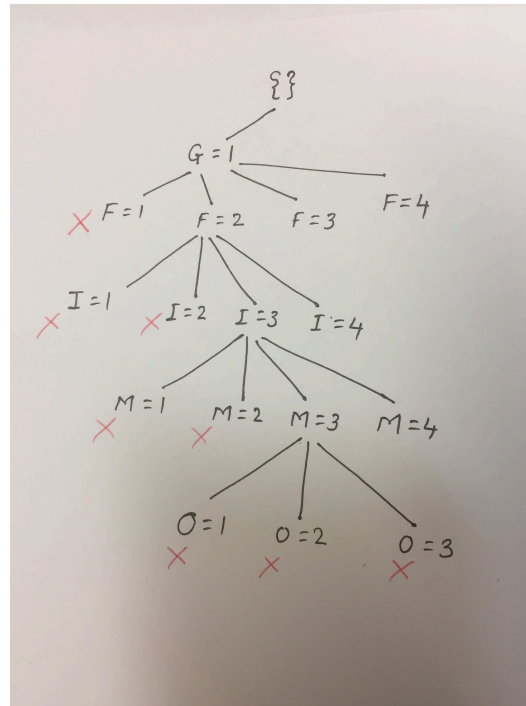 {}
G = 1
F = 1 F = 2 F = 3 F = 4
I = 1 I = 2 I = 3 I = 4
M = 1 M = 2 M = 3 M = 4
O = 1 O = 2 O = 3